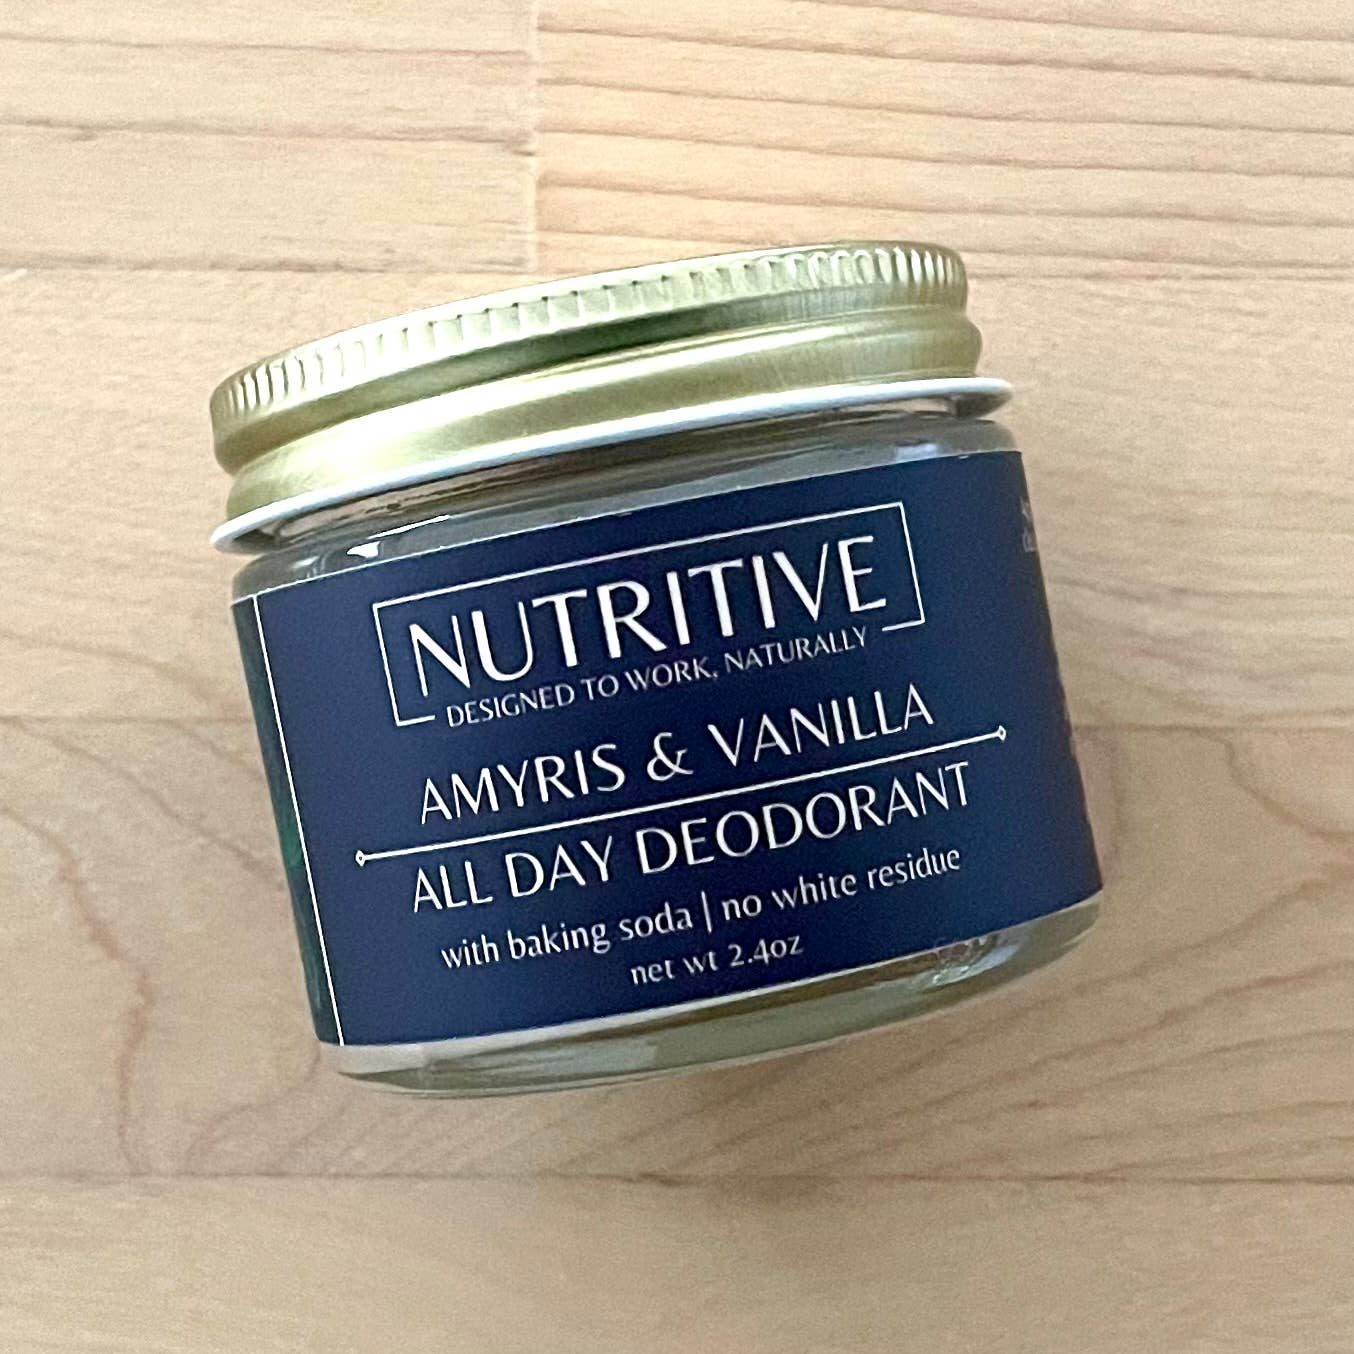 NUTRITIVE
DESIGNED TO WORK, NATURALLY
AMYRIS & VANILLA
ALL DAY DEODORANT
with baking soda | no white residue
net wt 2.4oz